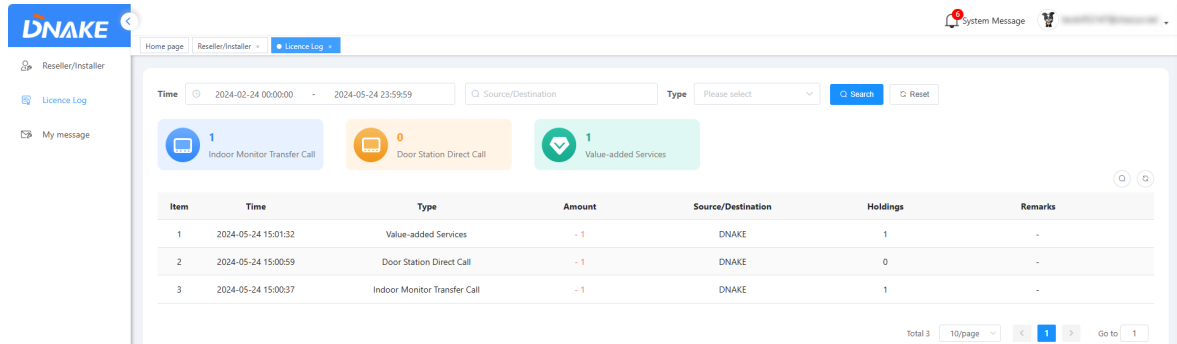 DNAKE
6
System Message
Home page Reseller/Installer × Licence Log ×
Reseller/Installer
Licence Log
My message
Time 2024-02-24 00:00:00 - 2024-05-24 23:59:59 Source/Destination Type Please select Search Reset
1
Indoor Monitor Transfer Call
0
Door Station Direct Call
1
Value-added Services
Item Time Type Amount Source/Destination Holdings Remarks
1 2024-05-24 15:01:32 Value-added Services - 1 DNAKE 1 -
2 2024-05-24 15:00:59 Door Station Direct Call - 1 DNAKE 0 -
3 2024-05-24 15:00:37 Indoor Monitor Transfer Call - 1 DNAKE 1 -
Total 3 10/page < 1 > Go to 1